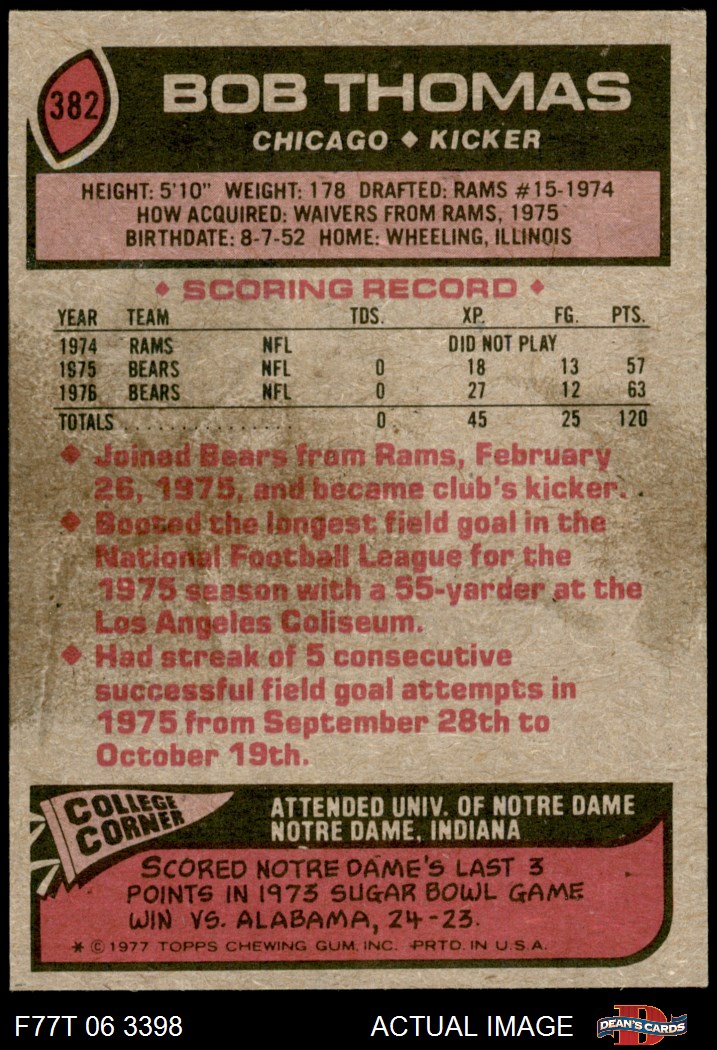 382
BOB THOMAS
CHICAGO ♦ KICKER
HEIGHT: 5'10" WEIGHT: 178 DRAFTED: RAMS #15-1974
HOW ACQUIRED: WAIVERS FROM RAMS, 1975
BIRTHDATE: 8-7-52 HOME: WHEELING, ILLINOIS
♦ SCORING RECORD ♦
YEAR TEAM TDS. XP. FG. PTS.
1974 RAMS NFL DID NOT PLAY
1975 BEARS NFL 0 18 13 57
1976 BEARS NFL 0 27 12 63
TOTALS . . . . . . . . . . . . . . . 0 45 25 120
♦ Joined Bears from Rams, February
26, 1975, and became club's kicker.
♦ Booted the longest field goal in the
National Football League for the
1975 season with a 55-yarder at the
Los Angeles Coliseum.
♦ Had streak of 5 consecutive
successful field goal attempts in
1975 from September 28th to
October 19th.
COLLEGE
CORNER
ATTENDED UNIV. OF NOTRE DAME
NOTRE DAME, INDIANA
SCORED NOTRE DAME'S LAST 3
POINTS IN 1973 SUGAR BOWL GAME
WIN VS. ALABAMA, 24-23.
* © 1977 TOPPS CHEWING GUM, INC. PRTD. IN U.S.A.
F77T 06 3398 ACTUAL IMAGE
D
DEAN'S CARDS